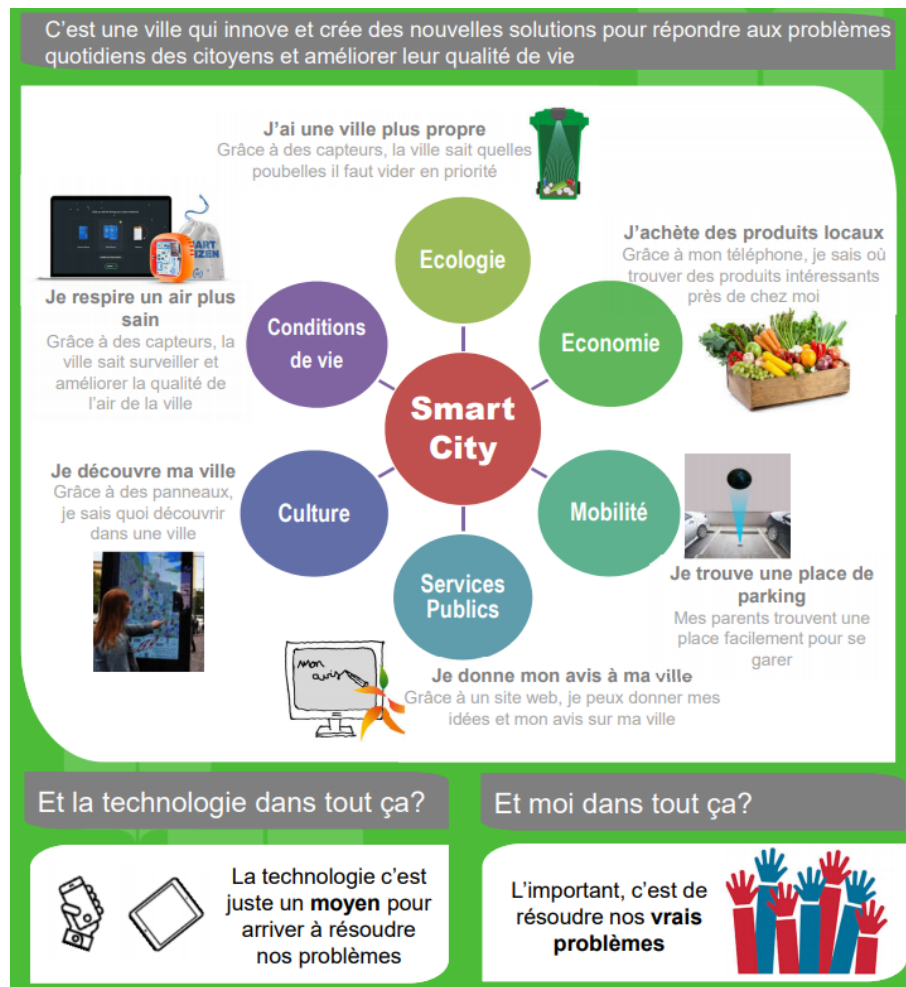 C’est une ville qui innove et crée des nouvelles solutions pour répondre aux problèmes
quotidiens des citoyens et améliorer leur qualité de vie
J’ai une ville plus propre
Grâce à des capteurs, la ville sait quelles
poubelles il faut vider en priorité
Ecologie
J’achète des produits locaux
Grâce à mon téléphone, je sais où
trouver des produits intéressants
près de chez moi
Economie
Mobilité
Je trouve une place de
parking
Mes parents trouvent une
place facilement pour se
garer
Services
Publics
Je donne mon avis à ma ville
Grâce à un site web, je peux donner mes
idées et mon avis sur ma ville
Mon
avis
Culture
Je découvre ma ville
Grâce à des panneaux,
je sais quoi découvrir
dans une ville
Conditions
de vie
Je respire un air plus
sain
Grâce à des capteurs, la
ville sait surveiller et
améliorer la qualité de
l’air de la ville
Smart
City
Et la technologie dans tout ça?
La technologie c’est
juste un moyen pour
arriver à résoudre
nos problèmes
Et moi dans tout ça?
L’important, c’est de
résoudre nos vrais
problèmes